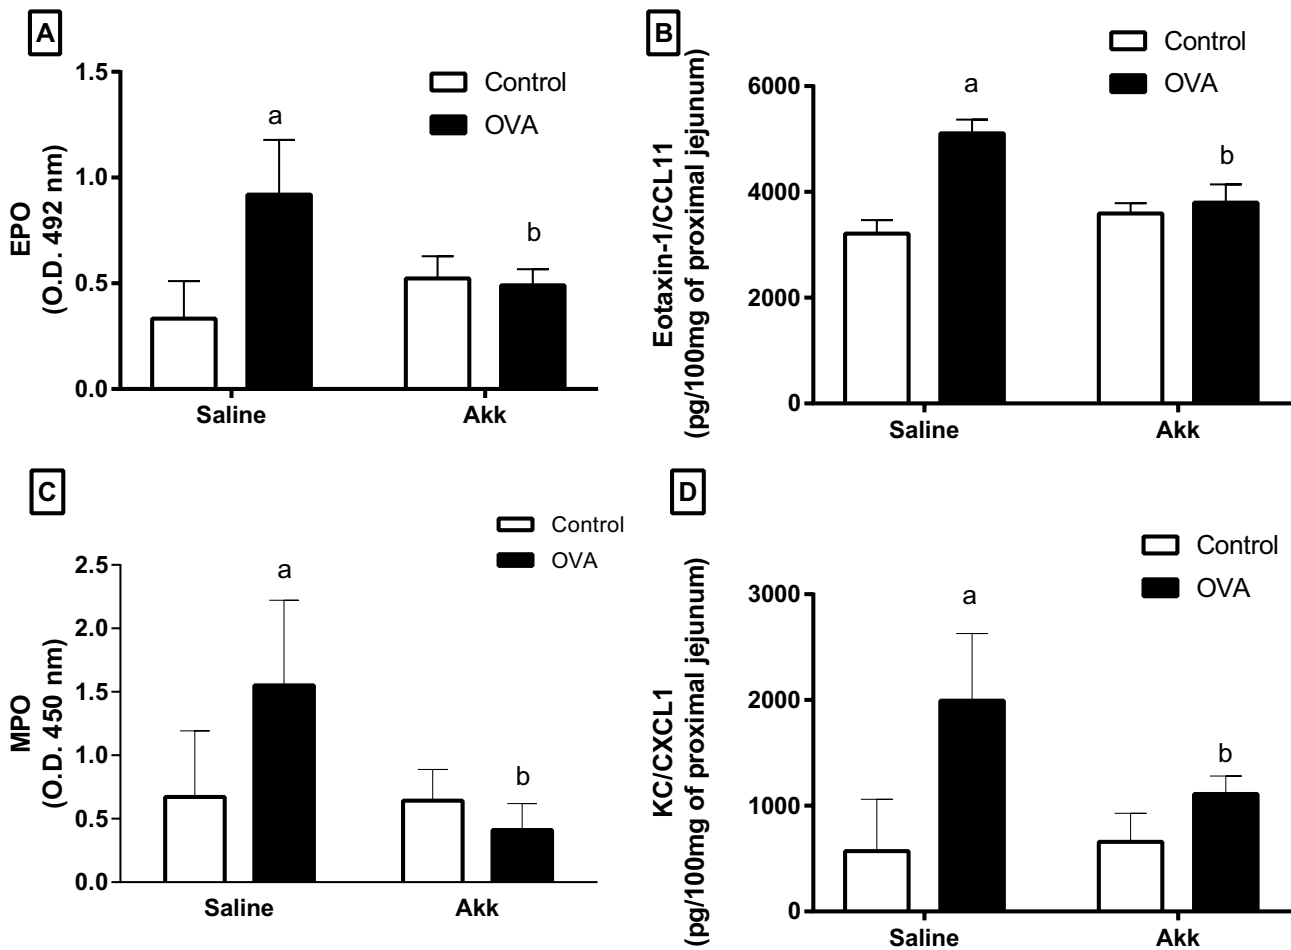 A
EPO
(O.D. 492 nm)
1.5
1.0
0.5
0.0
Control
OVA
a
b
Saline
Akk
B
Eotaxin-1/CCL11
(pg/100mg of proximal jejunum)
6000
4000
2000
0
Control
OVA
a
b
Saline
Akk
C
MPO
(O.D. 450 nm)
2.5
2.0
1.5
1.0
0.5
0.0
Control
OVA
a
b
Saline
Akk
D
KC/CXCL1
(pg/100mg of proximal jejunum)
3000
2000
1000
0
Control
OVA
a
b
Saline
Akk